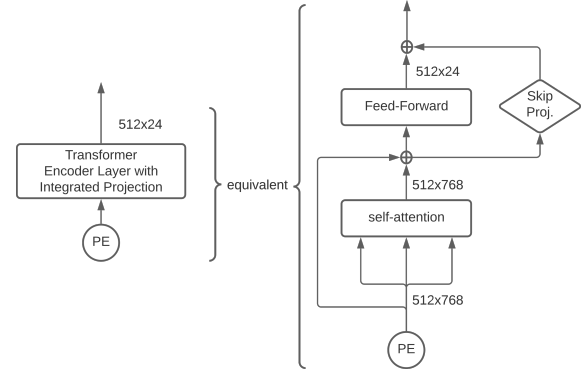 512x24
Transformer
Encoder Layer with
Integrated Projection
PE
equivalent
512x24
Feed-Forward
Skip
Proj.
512x768
self-attention
512x768
PE